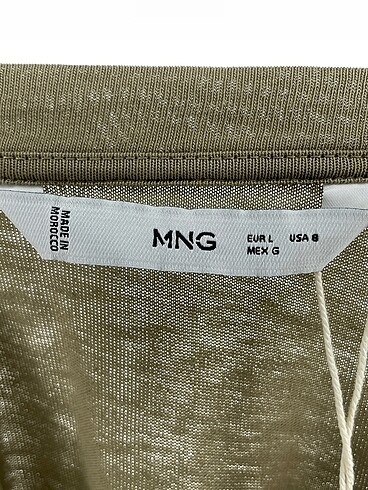 MADE IN
MOROCCO
MNG
EUR L USA 8
MEX G